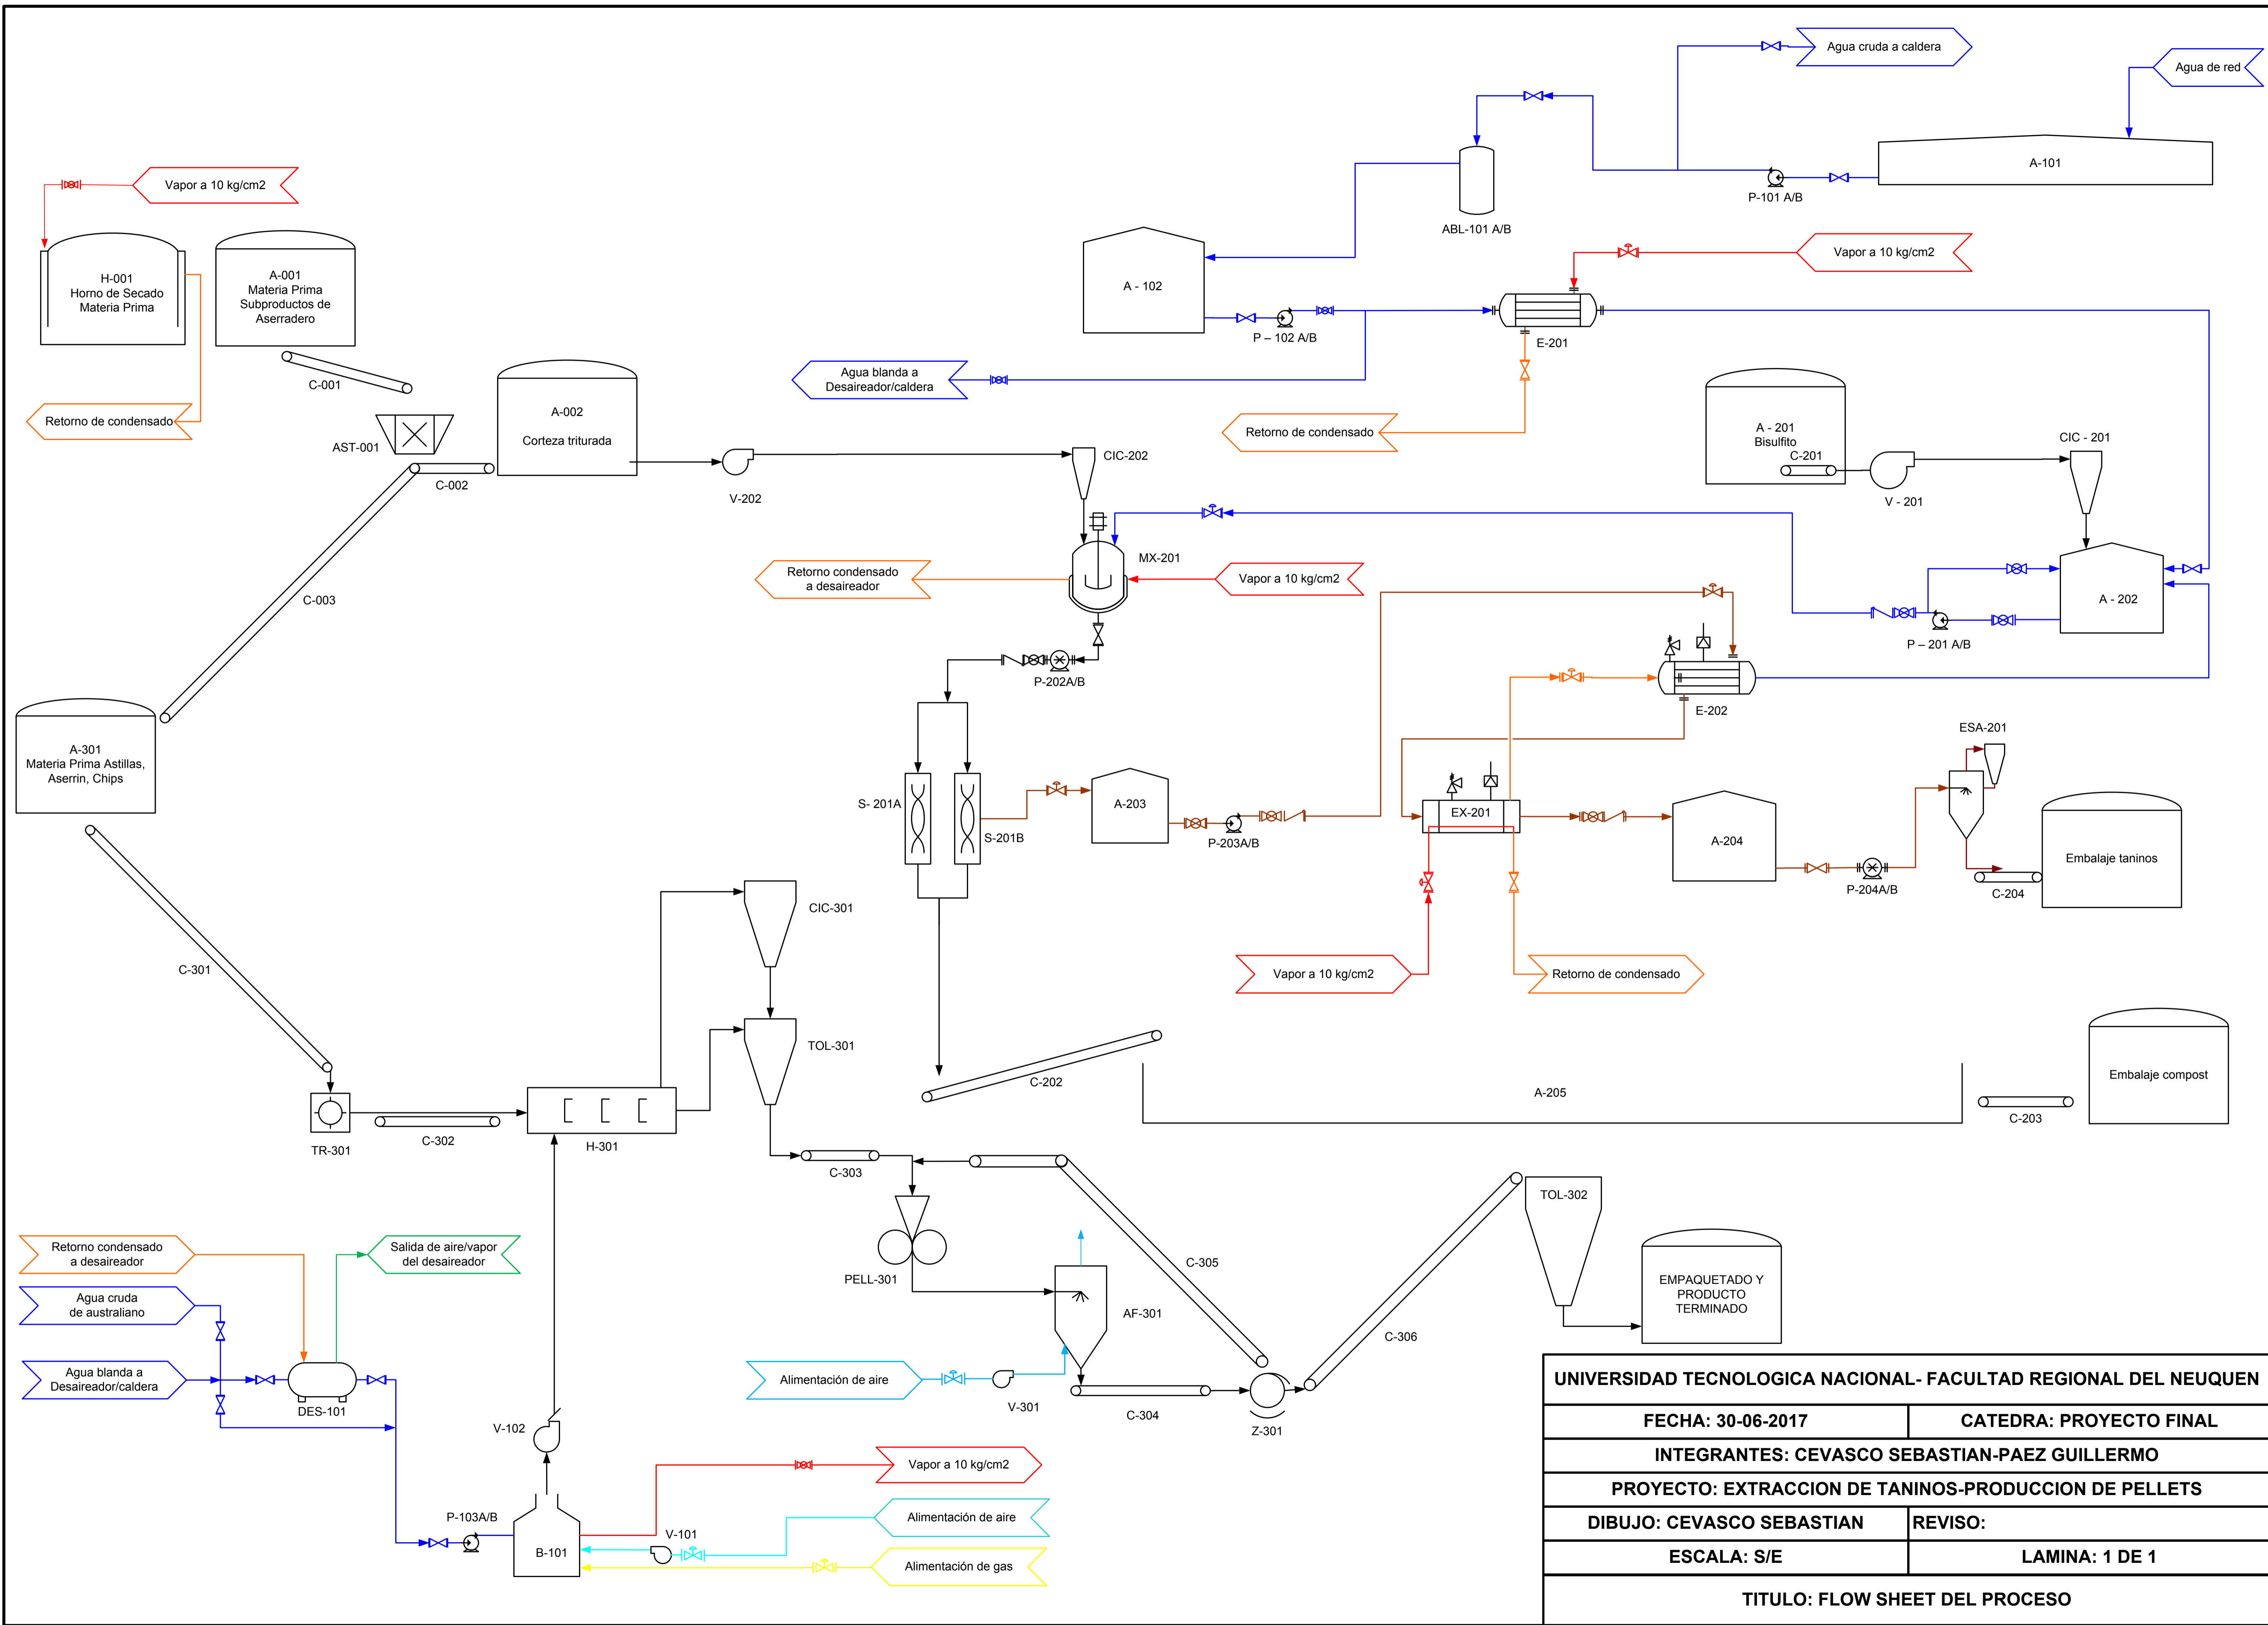 Agua cruda a caldera
Agua de red
A-101
P-101 A/B
ABL-101 A/B
Vapor a 10 kg/cm2
H-001
Horno de Secado
Materia Prima
A-001
Materia Prima
Subproductos de
Aserradero
C-001
Retorno de condensado
AST-001
A-002
Corteza triturada
C-002
C-003
V-202
A - 102
P – 102 A/B
Vapor a 10 kg/cm2
E-201
Agua blanda a
Desaireador/caldera
Retorno de condensado
A - 201
Bisulfito
C-201
V - 201
CIC - 201
CIC-202
MX-201
Retorno condensado
a desaireador
Vapor a 10 kg/cm2
A - 202
P – 201 A/B
P-202A/B
E-202
A-301
Materia Prima Astillas,
Aserrin, Chips
S- 201A
S-201B
A-203
P-203A/B
EX-201
A-204
P-204A/B
ESA-201
C-204
Embalaje taninos
Vapor a 10 kg/cm2
Retorno de condensado
C-301
CIC-301
TOL-301
C-202
A-205
C-203
Embalaje compost
TR-301
C-302
H-301
C-303
PELL-301
C-305
AF-301
C-306
TOL-302
EMPAQUETADO Y
PRODUCTO
TERMINADO
Retorno condensado
a desaireador
Salida de aire/vapor
del desaireador
Agua cruda
de australiano
Agua blanda a
Desaireador/caldera
DES-101
V-102
Alimentación de aire
V-301
C-304
Z-301
P-103A/B
B-101
V-101
Vapor a 10 kg/cm2
Alimentación de aire
Alimentación de gas
UNIVERSIDAD TECNOLOGICA NACIONAL- FACULTAD REGIONAL DEL NEUQUEN
FECHA: 30-06-2017
CATEDRA: PROYECTO FINAL
INTEGRANTES: CEVASCO SEBASTIAN-PAEZ GUILLERMO
PROYECTO: EXTRACCION DE TANINOS-PRODUCCION DE PELLETS
DIBUJO: CEVASCO SEBASTIAN
REVISO:
ESCALA: S/E
LAMINA: 1 DE 1
TITULO: FLOW SHEET DEL PROCESO